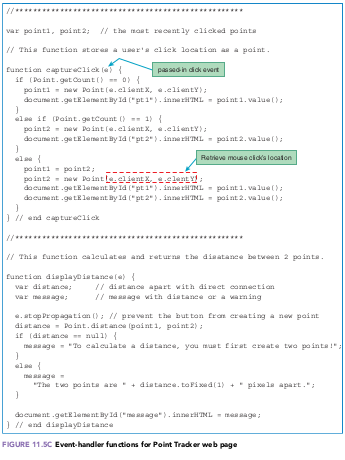 //************************************************
var point1, point2;  // the most recently clicked points
// This function stores a user's click location as a point.
function captureClick(e) {
passed-in click event
  if (Point.getCount() == 0) {
    point1 = new Point(e.clientX, e.clientY);
    document.getElementById("pt1").innerHTML = point1.value();
  }
  else if (Point.getCount() == 1) {
    point2 = new Point(e.clientX, e.clientY);
    document.getElementById("pt2").innerHTML = point2.value();
  }
  else {
Retrieve mouse click's location
    point1 = point2;
    point2 = new Point(e.clientX, e.clentY);
    document.getElementById("pt1").innerHTML = point1.value();
    document.getElementById("pt2").innerHTML = point2.value();
  }
} // end captureClick
//************************************************
// This function calculates and returns the disatance between 2 points.
function displayDistance(e) {
  var distance;     // distance apart with direct connection
  var message;      // message with distance or a warning
  e.stopPropagation(); // prevent the button from creating a new point
  distance = Point.distance(point1, point2);
  if (distance == null) {
    message = "To calculate a distance, you must first create two points!";
  }
  else {
    message =
      "The two points are " + distance.toFixed(1) + " pixels apart.";
  }
  document.getElementById("message").innerHTML = message;
} // end displayDistance
FIGURE 11.5C Event-handler functions for Point Tracker web page